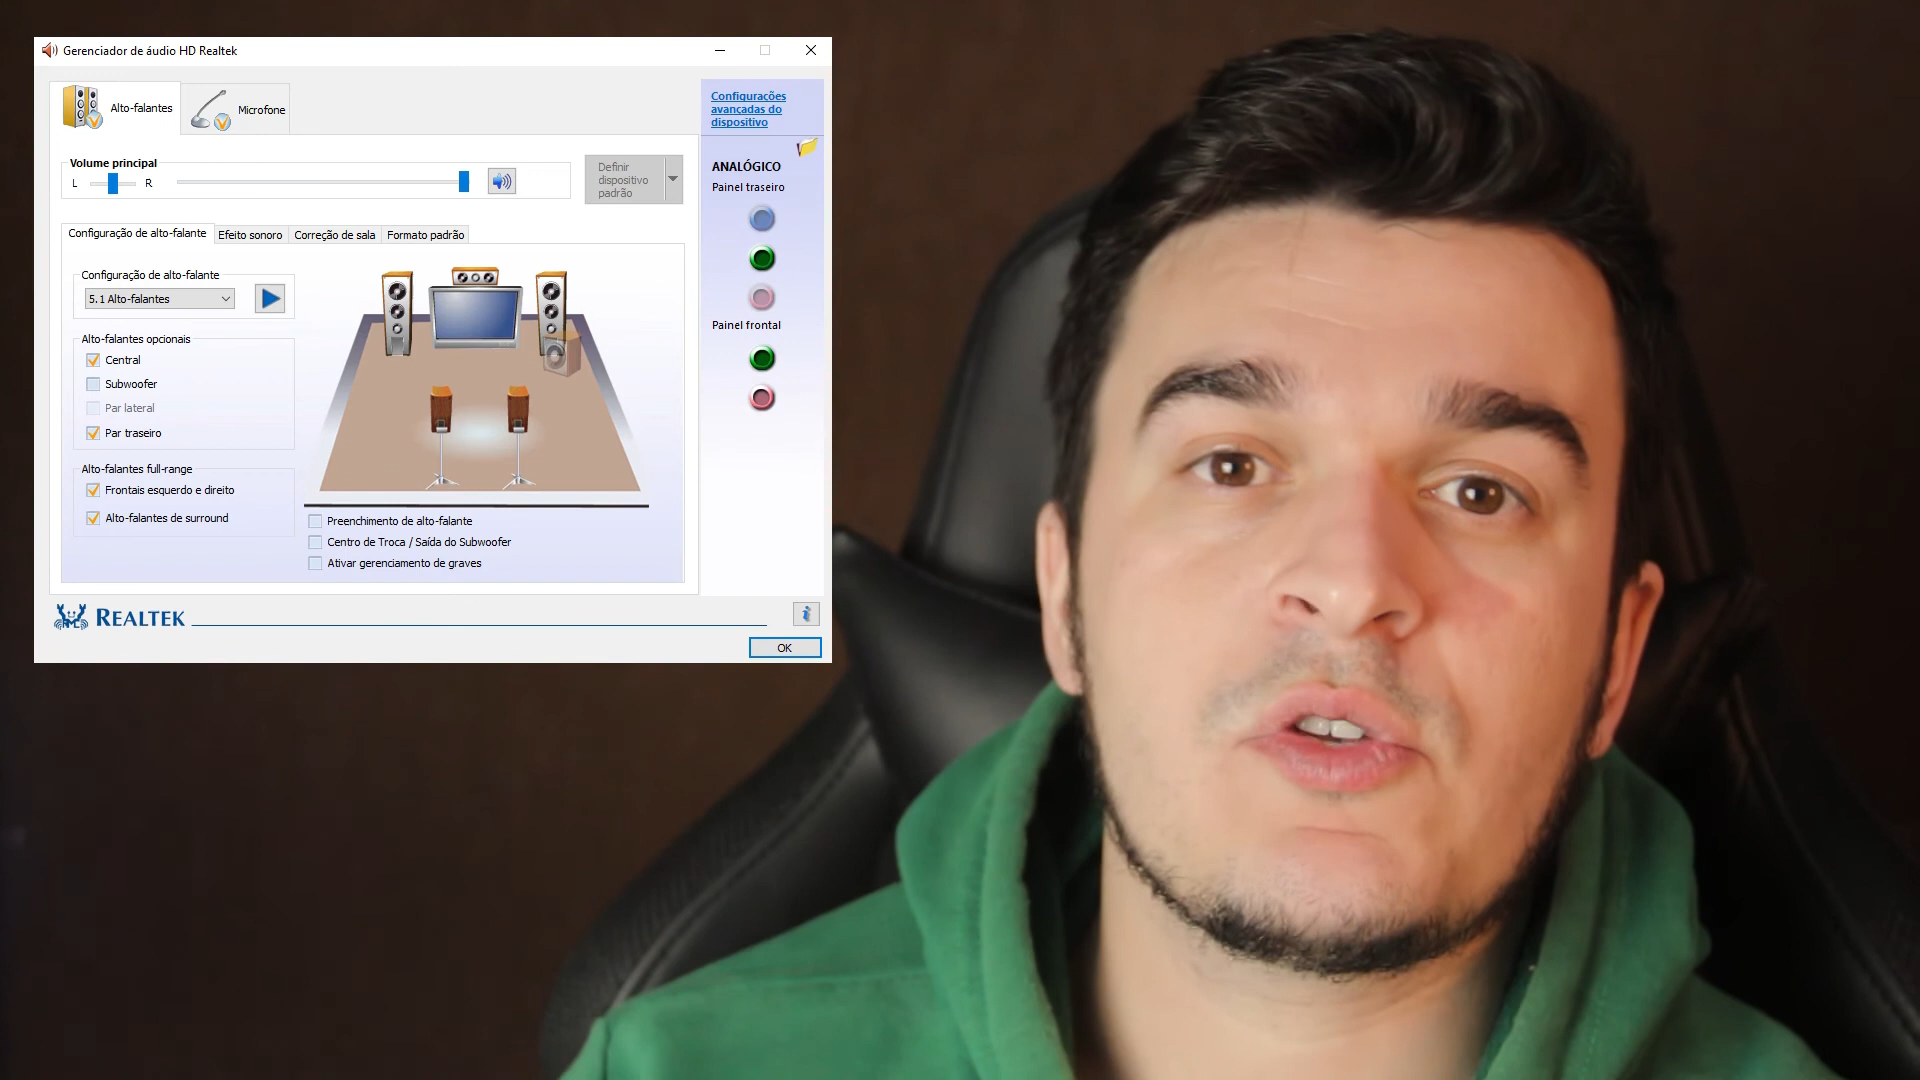 Gerenciador de áudio HD Realtek
Alto-falantes
Microfone
Configurações
avançadas do
dispositivo
Volume principal
L
R
Definir
dispositivo
padrão
ANALÓGICO
Painel traseiro
Configuração de alto-falante
Efeito sonoro
Correção de sala
Formato padrão
Configuração de alto-falante
5.1 Alto-falantes
Painel frontal
Alto-falantes opcionais
Central
Subwoofer
Par lateral
Par traseiro
Alto-falantes full-range
Frontais esquerdo e direito
Alto-falantes de surround
Preenchimento de alto-falante
Centro de Troca / Saída do Subwoofer
Ativar gerenciamento de graves
REALTEK
OK